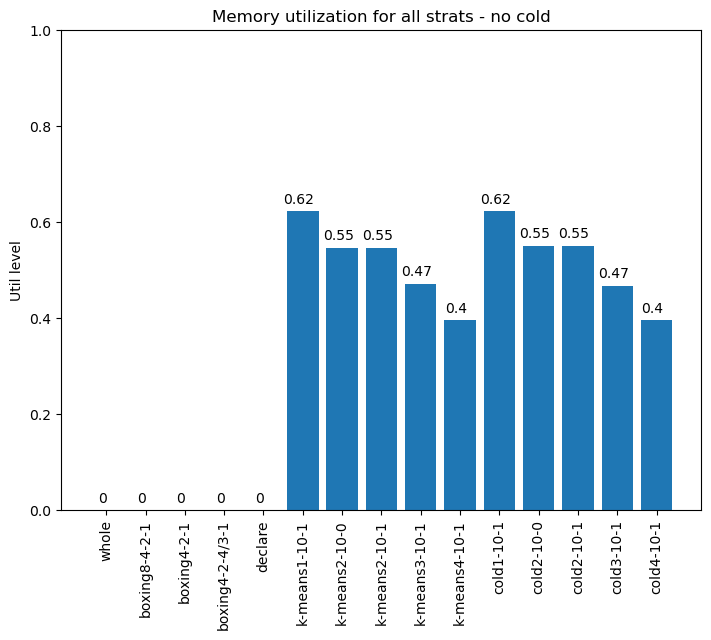 Memory utilization for all strats - no cold
Util level
1.0
0.8
0.6
0.4
0.2
0.0
0
0
0
0
0
0.62
0.55
0.55
0.47
0.4
0.62
0.55
0.55
0.47
0.4
whole
boxing8-4-2-1
boxing4-2-1
boxing4-2-4/3-1
declare
k-means1-10-1
k-means2-10-0
k-means2-10-1
k-means3-10-1
k-means4-10-1
cold1-10-1
cold2-10-0
cold2-10-1
cold3-10-1
cold4-10-1